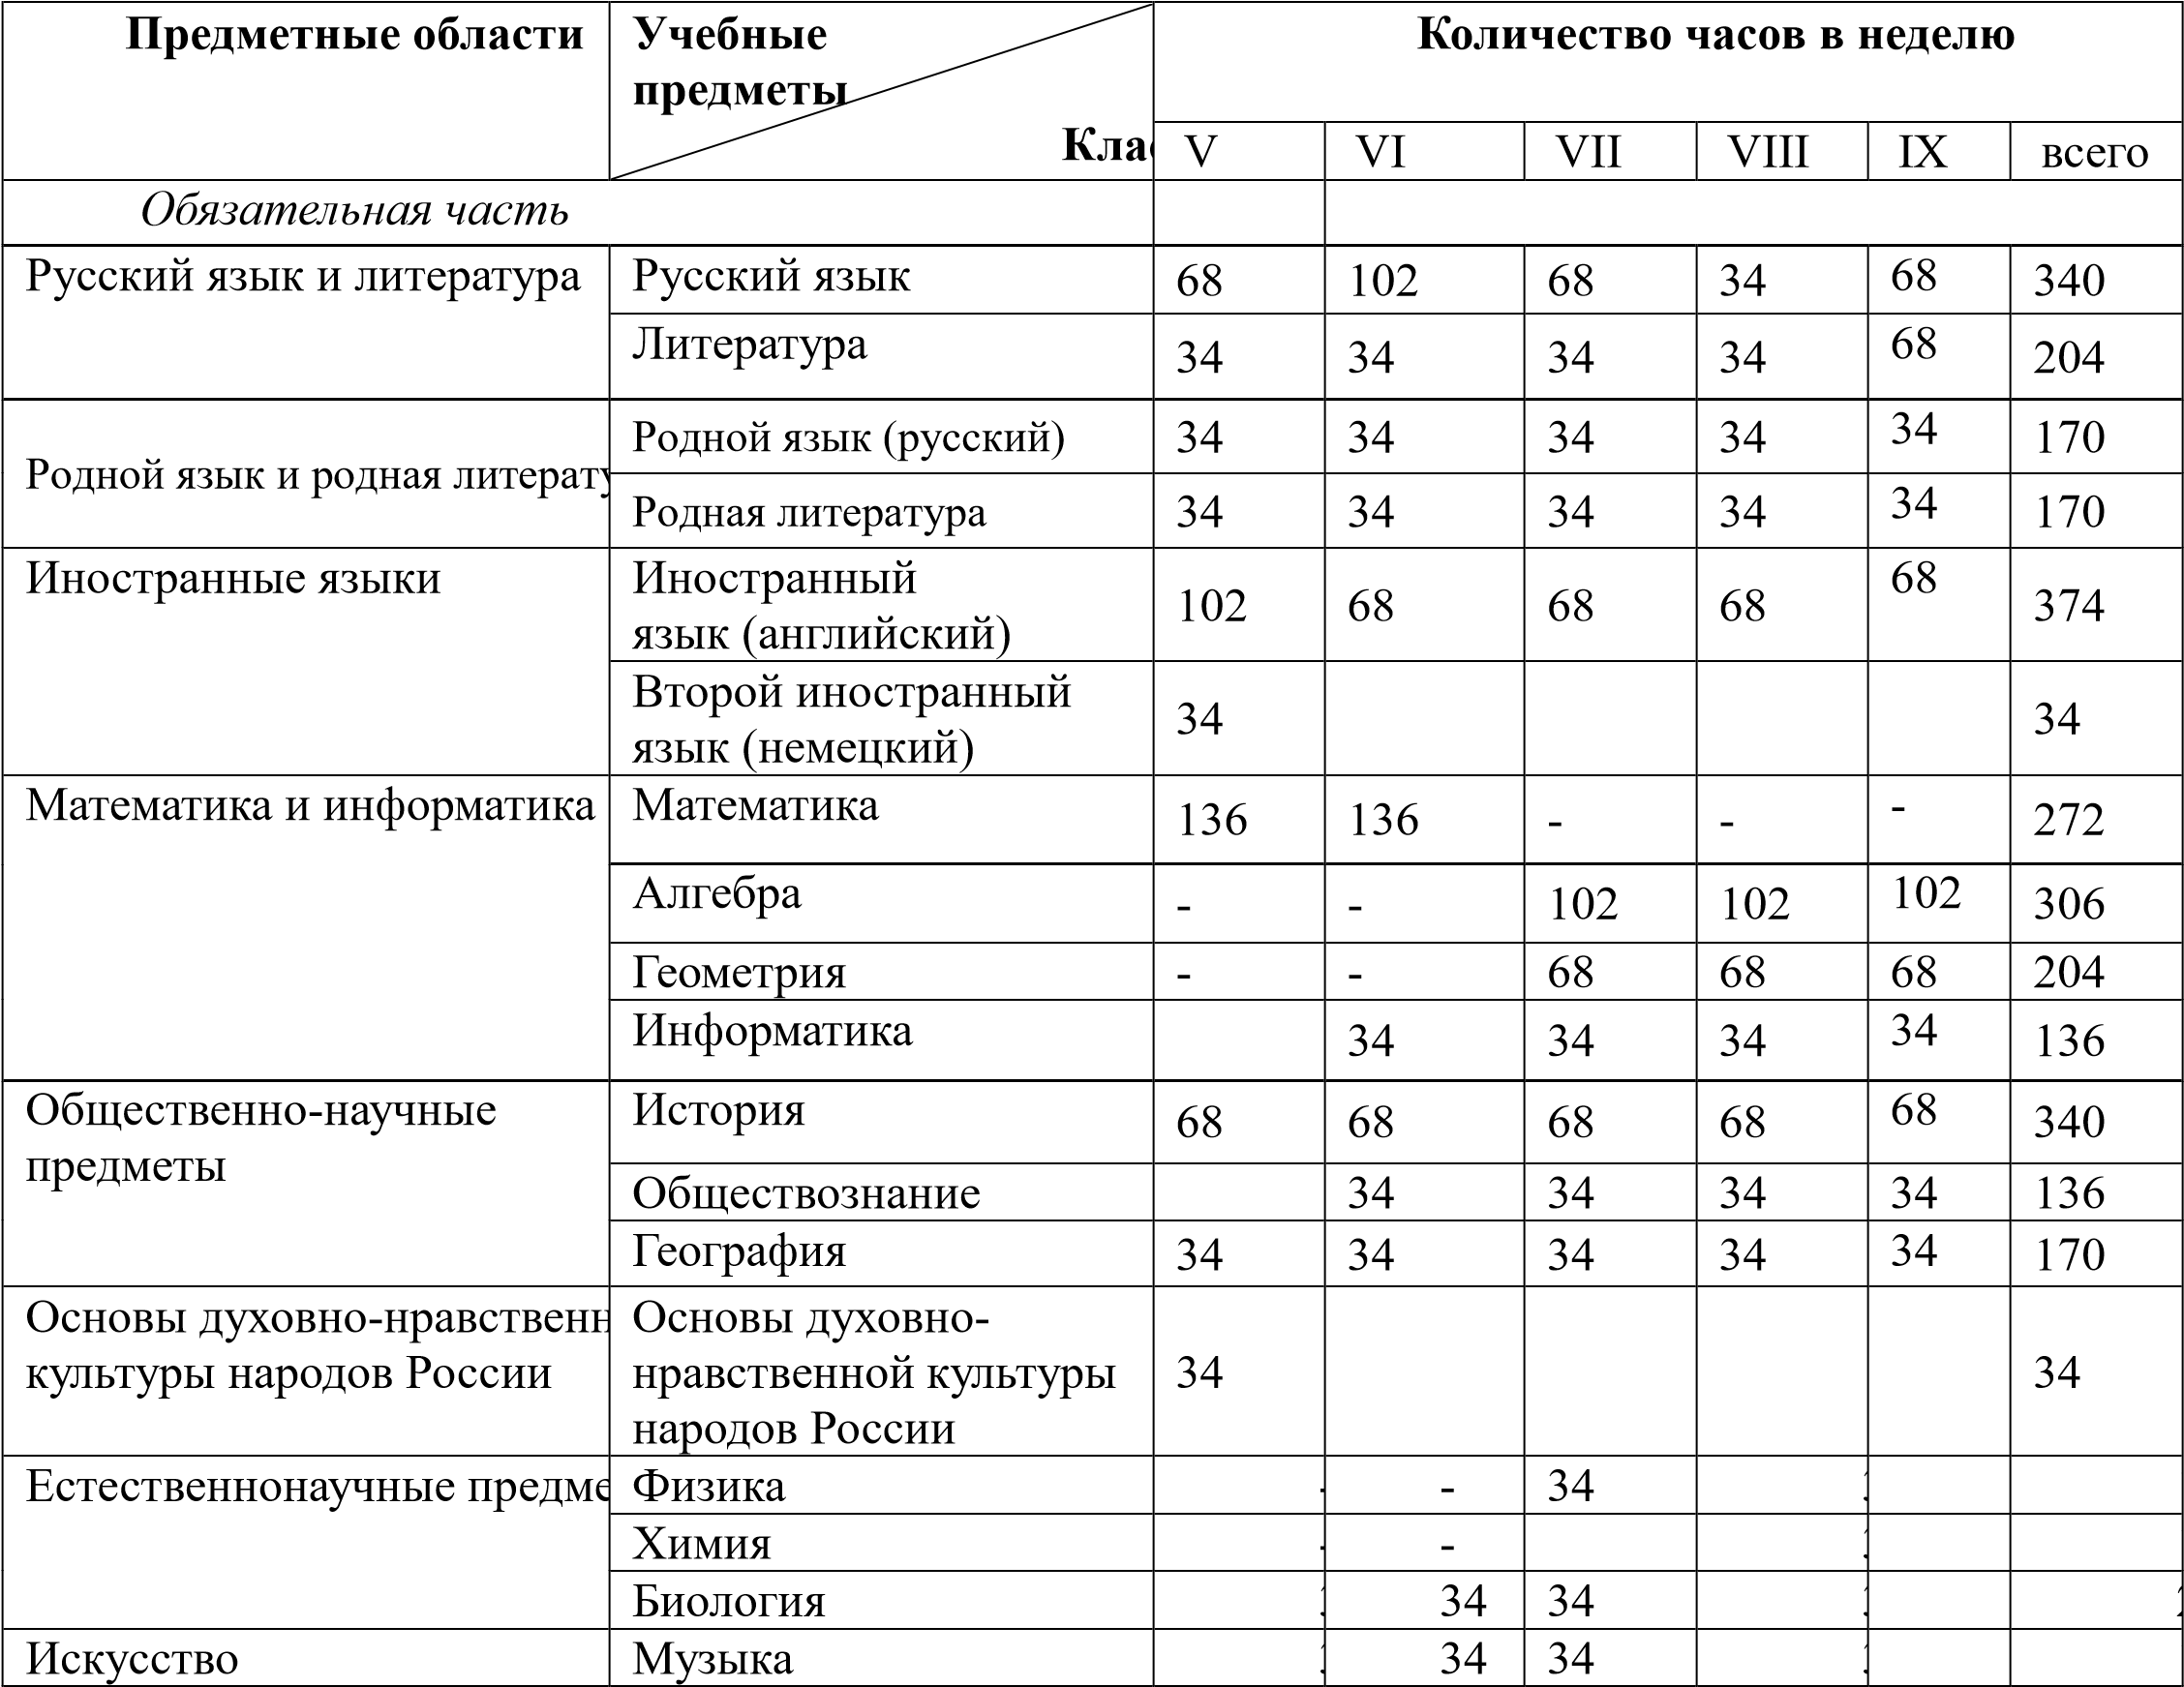 Предметные области Учебные предметы Количество часов в неделю
V VI VII VIII IX всего
Обязательная часть
Русский язык и литература Русский язык 68 102 68 34 68 340
Литература 34 34 34 34 68 204
Родной язык и родная Родной язык (русский) 34 34 34 34 34 170
Родная литература 34 34 34 34 34 170
Иностранные языки Иностранный
язык (английский) 102 68 68 68 68 374
Второй иностранный
язык (немецкий) 34 34
Математика и информатика Математика 136 136 - - - 272
Алгебра - - 102 102 102 306
Геометрия - - 68 68 68 204
Информатика 34 34 34 34 136
Общественно-научные
предметы История 68 68 68 68 68 340
Обществознание 34 34 34 34 136
География 34 34 34 34 34 170
Основы
культуры народов России Основы духовно-
нравственной культуры
народов России 34 34
Естественнонаучные Физика - - 34
Химия - -
Биология 34 34
Искусство Музыка 34 34